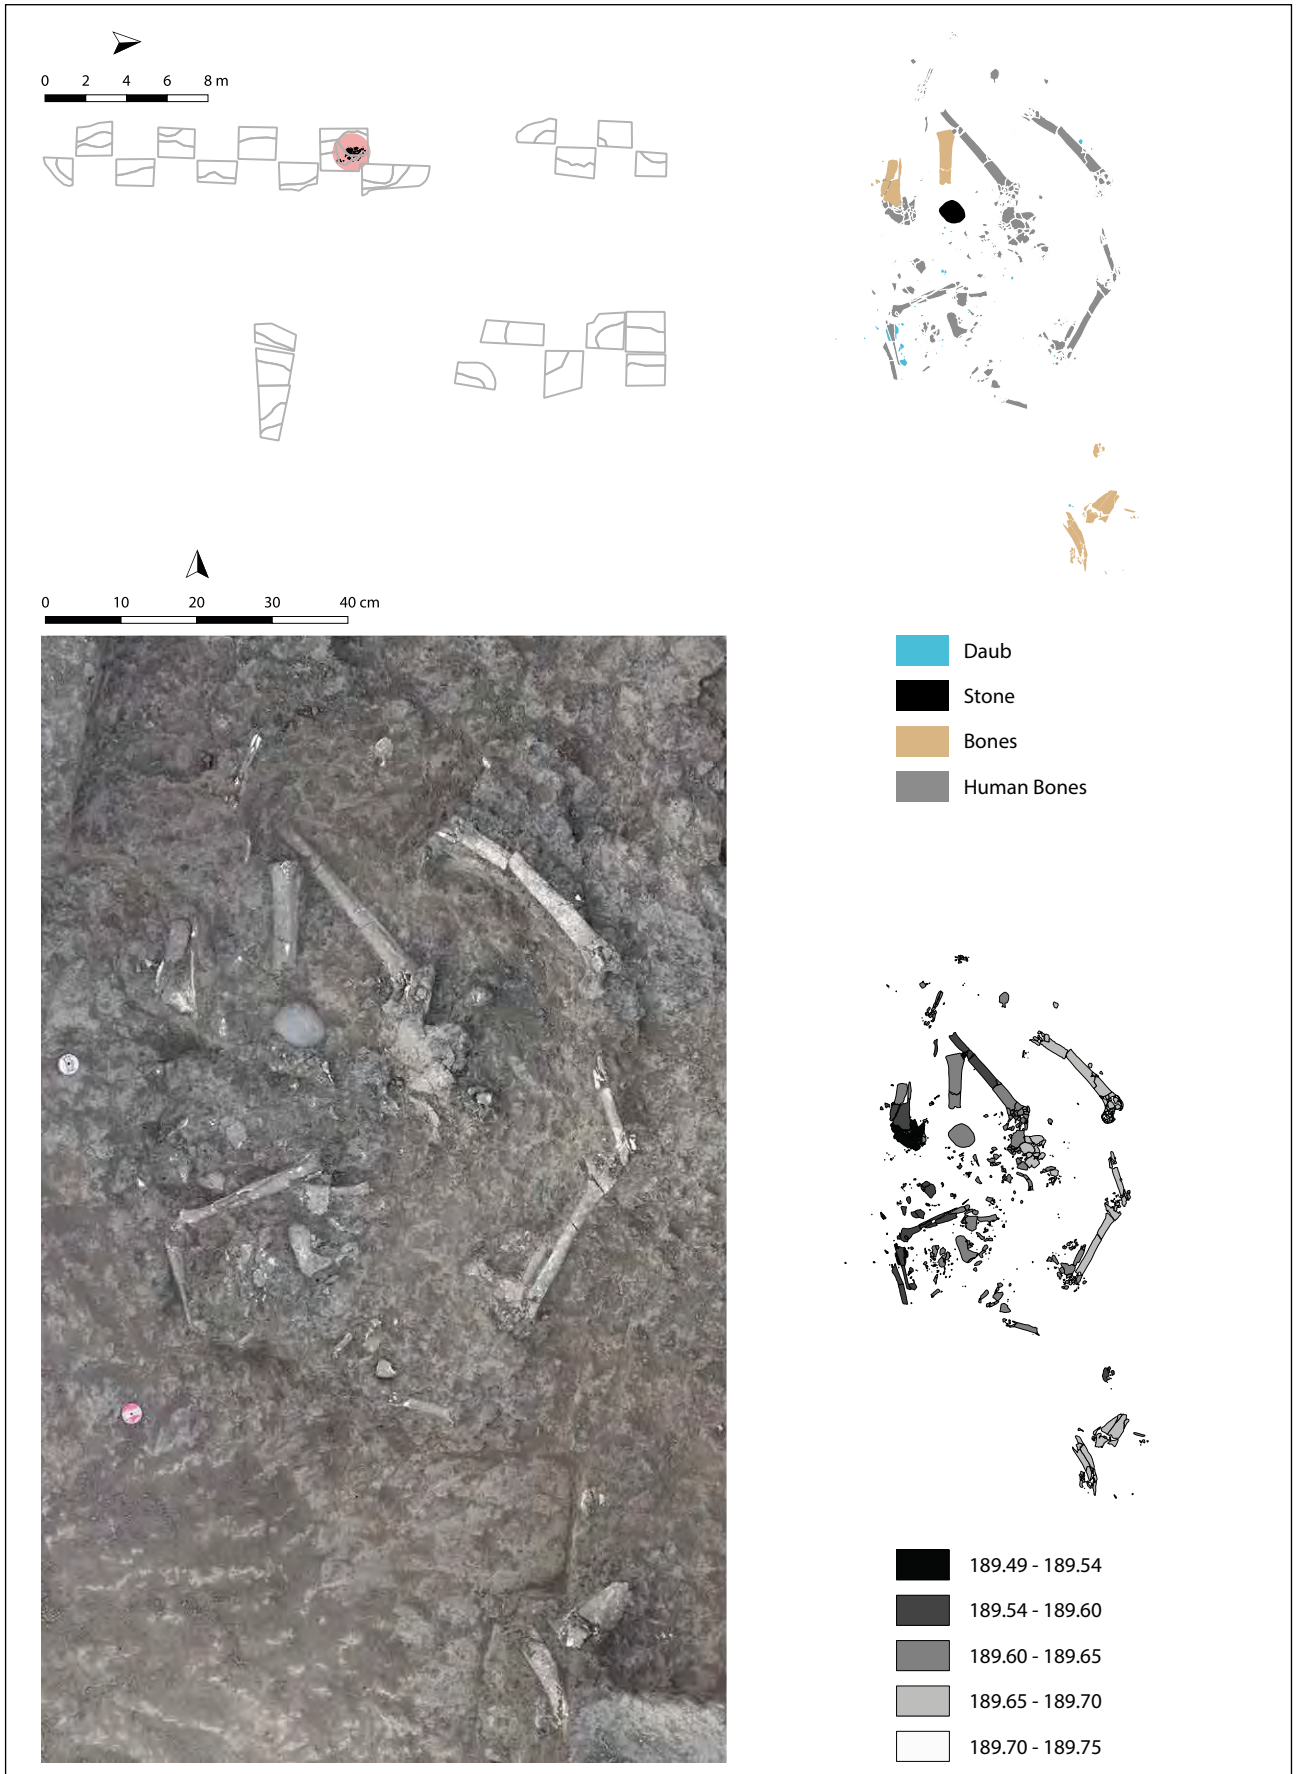 0 2 4 6 8 m
0 10 20 30 40 cm
Daub
Stone
Bones
Human Bones
189.49 - 189.54
189.54 - 189.60
189.60 - 189.65
189.65 - 189.70
189.70 - 189.75